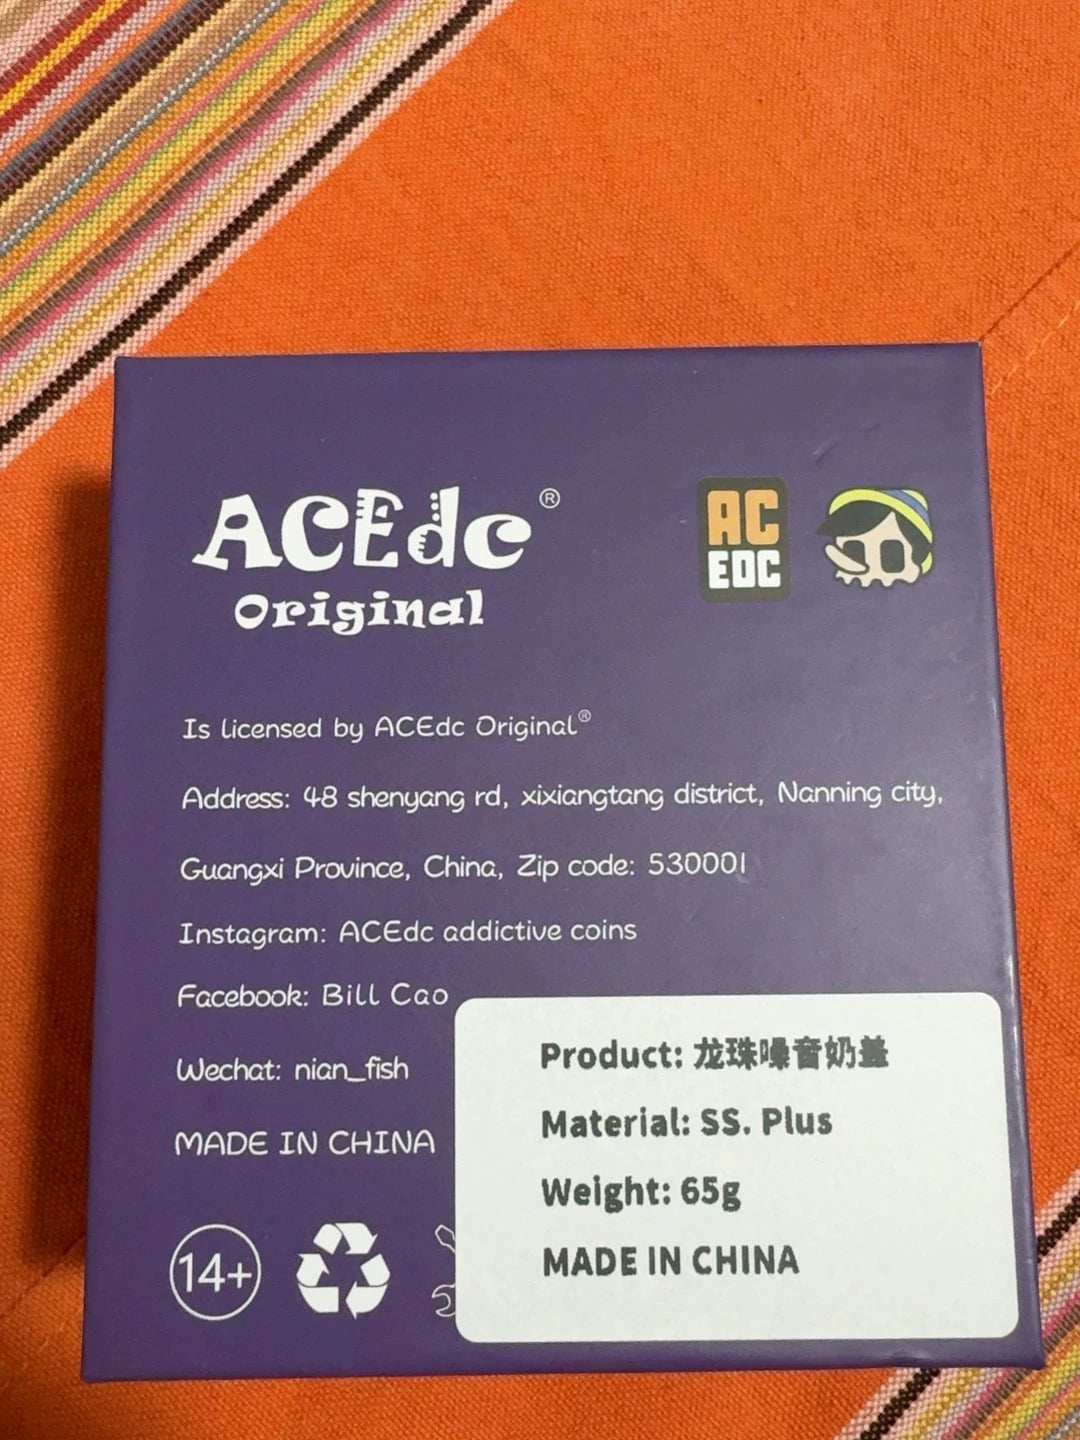 ACEdc®
Original
AC
EDC
Is licensed by ACEdc Original®
Address: 48 shenyang rd, xixiangtang district, Nanning city,
Guangxi Province, China, Zip code: 530001
Instagram: ACEdc addictive coins
Facebook: Bill Cao
Wechat: nian_fish
MADE IN CHINA
14+
Product: 龙珠噪音奶盖
Material: SS. Plus
Weight: 65g
MADE IN CHINA